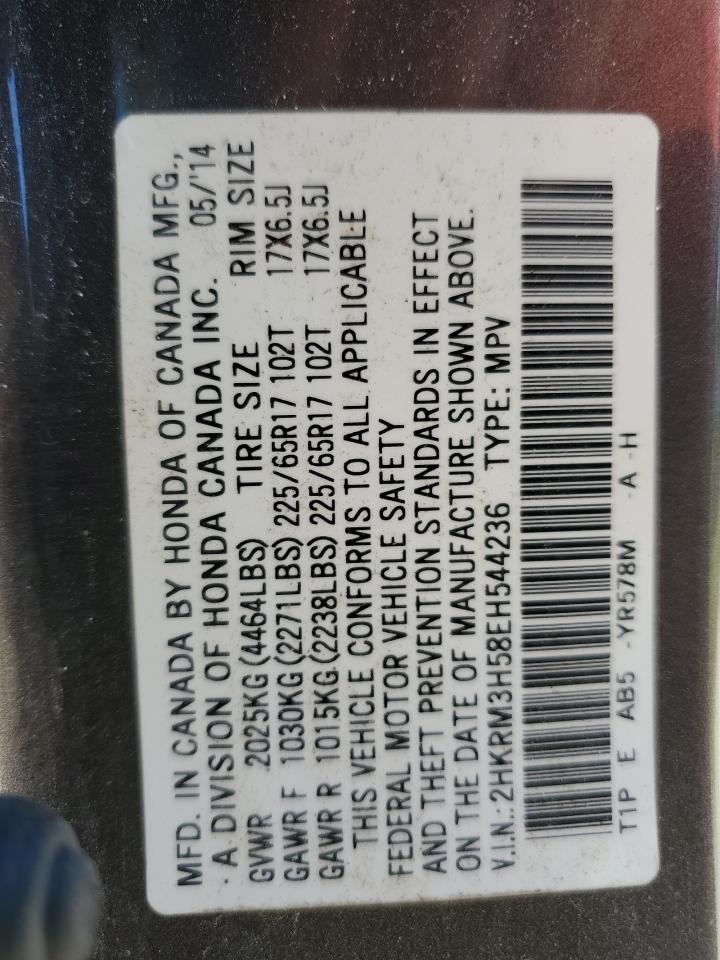 MFD. IN CANADA BY HONDA OF CANADA MFG.,
· A DIVISION OF HONDA CANADA INC. 05/'14
GVWR 2025KG(4464LBS) TIRE SIZE RIM SIZE
GAWR F 1030KG(2271LBS) 225/65R17 102T 17X6.5J
GAWR R 1015KG(2238LBS) 225/65R17 102T 17X6.5J
THIS VEHICLE CONFORMS TO ALL APPLICABLE
FEDERAL MOTOR VEHICLE SAFETY
AND THEFT PREVENTION STANDARDS IN EFFECT
ON THE DATE OF MANUFACTURE SHOWN ABOVE.
V.I.N.: 2HKRM3H58EH544236 TYPE: MPV
T1P E AB5 -YR578M -A -H